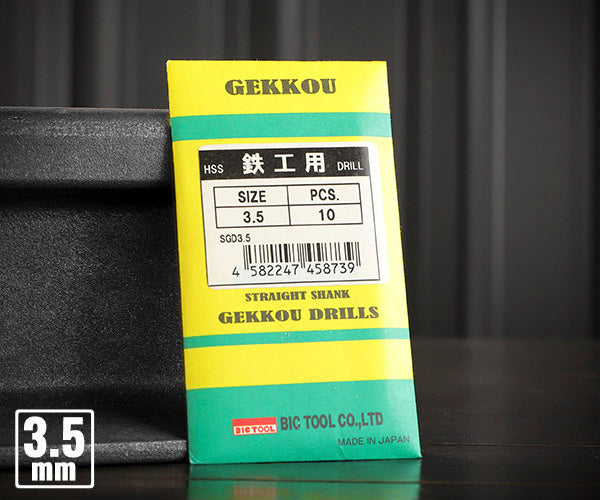 GEKKOU
HSS 鉄工用 DRILL
SIZE PCS.
3.5 10
SGD3.5
4 582247 458739
STRAIGHT SHANK
GEKKOU DRILLS
BIC TOOL BIC TOOL CO.,LTD
MADE IN JAPAN
3.5
mm